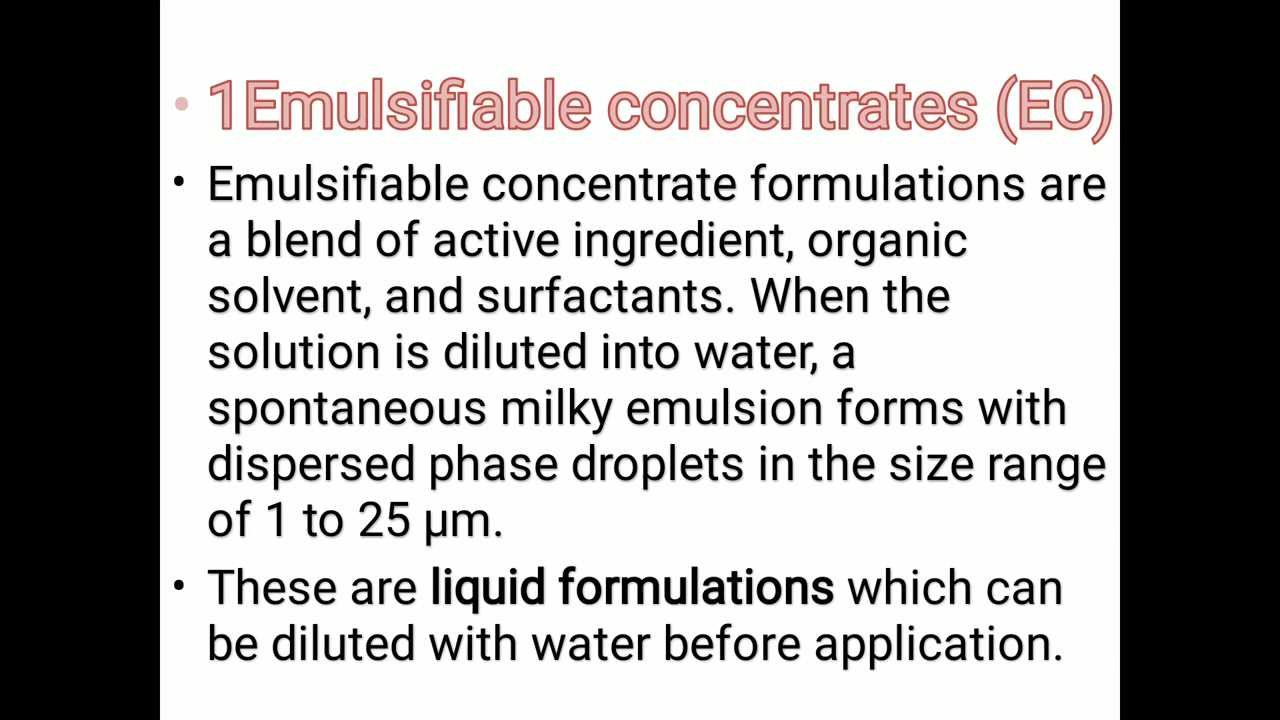 • 1Emulsifiable concentrates (EC)
• Emulsifiable concentrate formulations are
a blend of active ingredient, organic
solvent, and surfactants. When the
solution is diluted into water, a
spontaneous milky emulsion forms with
dispersed phase droplets in the size range
of 1 to 25 µm.
• These are liquid formulations which can
be diluted with water before application.